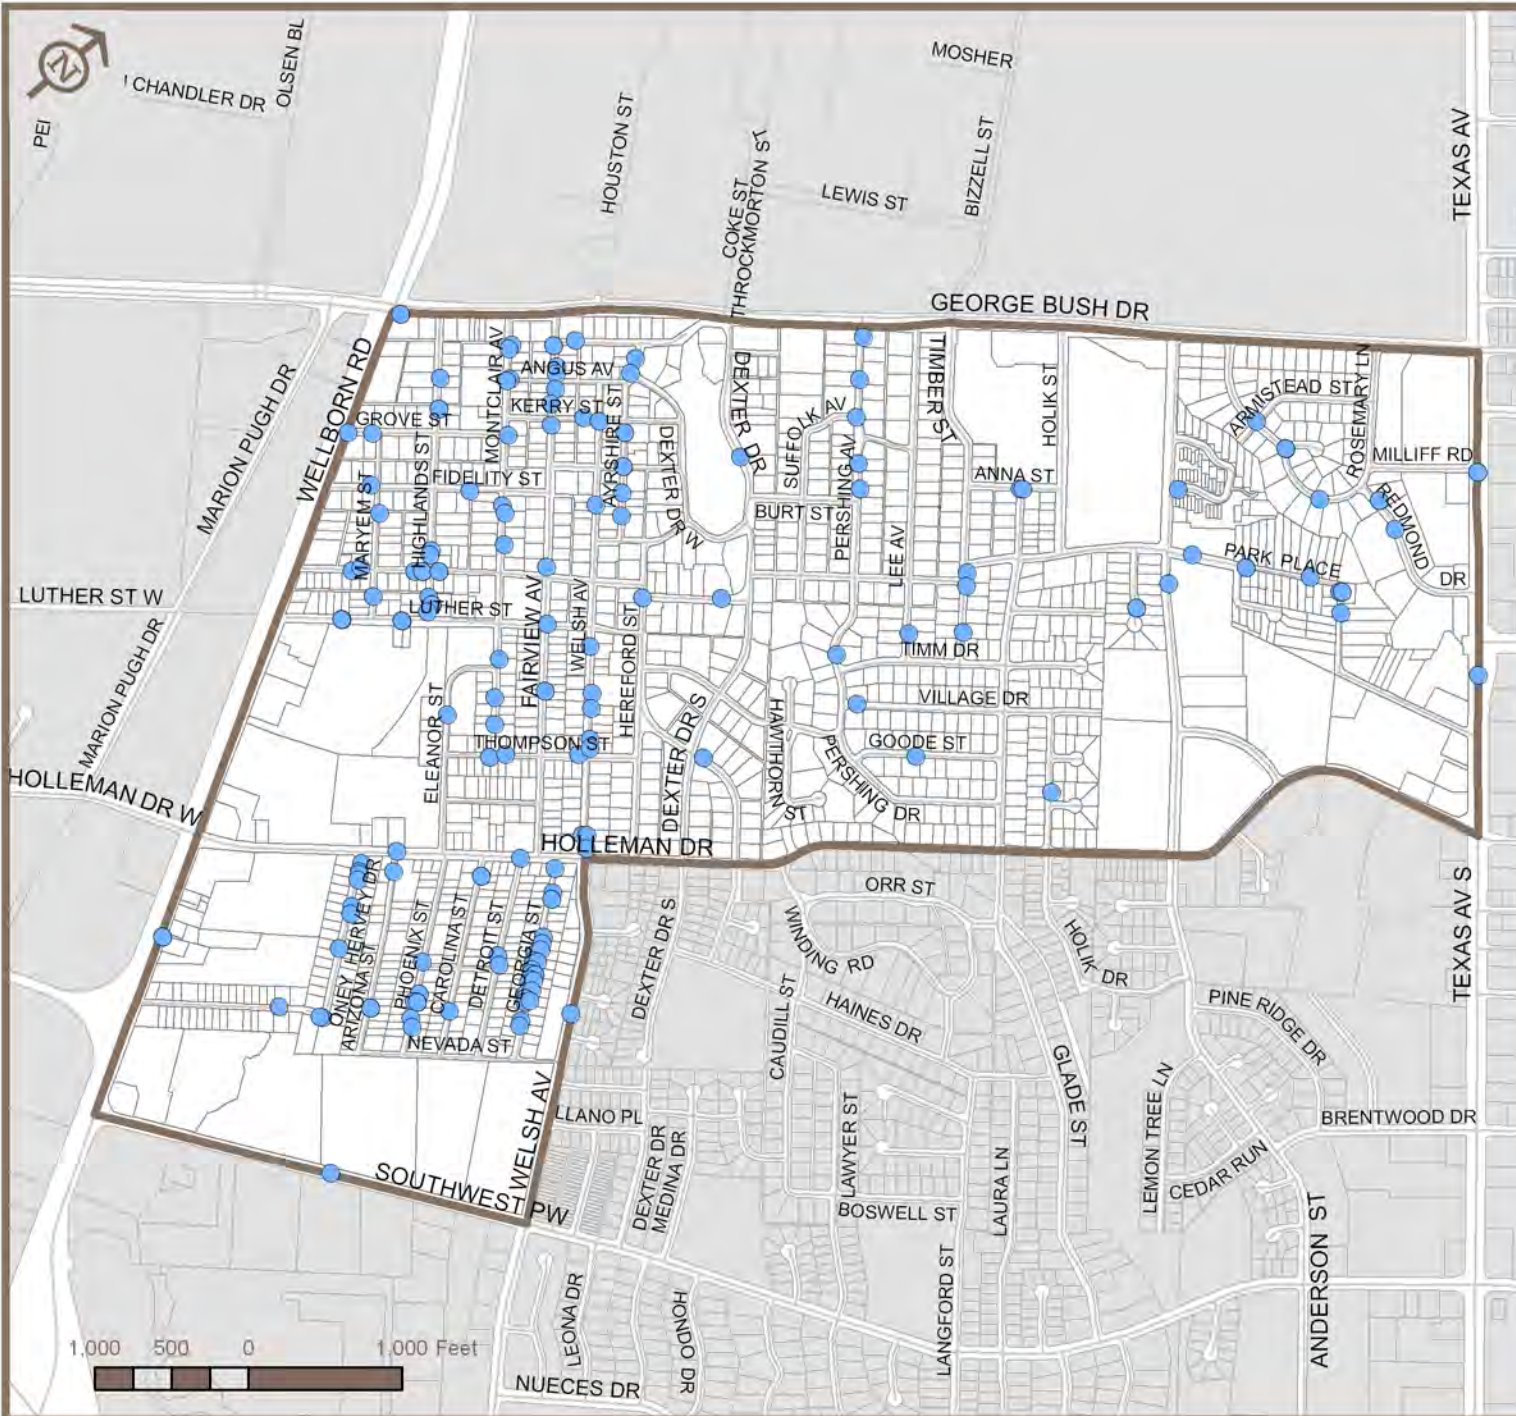 N
CHANDLER DR
OLSEN BL
PEI
MOSHER
HOUSTON ST
COKE ST
THROCKMORTON ST
LEWIS ST
BIZZELL ST
TEXAS AV
GEORGE BUSH DR
WELLBORN RD
MARION PUGH DR
MONTCLAIR AV
ANGUS AV
KERRY ST
GROVE ST
AYRSHIRE ST
DEXTER DR
SUFFOLK AV
TIMBER ST
HOLIK ST
ARMISTEAD ST
ROSEMARY LN
MILLIFF RD
FIDELITY ST
HIGHLANDS ST
MARYEM ST
DEXTER DR W
BURT ST
PERSHING AV
ANNA ST
REDMOND DR
PARK PLACE
LEE AV
LUTHER ST W
LUTHER ST
FAIRVIEW AV
WELSH AV
HEREFORD ST
TIMM DR
VILLAGE DR
MARION PUGH DR
ELEANOR ST
THOMPSON ST
DEXTER DR S
HAWTHORN ST
PERSHING DR
GOODE ST
HOLLEMAN DR W
HOLLEMAN DR
ORR ST
ONEY HERVEY DR
ARIZONA ST
PHOENIX ST
CAROLINA ST
DETROIT ST
GEORGIA ST
NEVADA ST
DEXTER DR S
WINDING RD
CAUDILL ST
HAINES DR
HOLIK DR
PINE RIDGE DR
TEXAS AV S
GLADE ST
LEMON TREE LN
BRENTWOOD DR
CEDAR RUN
LLANO PL
WELSH AV
SOUTHWEST PW
DEXTER DR
MEDINA DR
LAWYER ST
BOSWELL ST
LAURA LN
LANGFORD ST
ANDERSON ST
LEONA DR
HONDO DR
NUECES DR
1,000 500 0 1,000 Feet